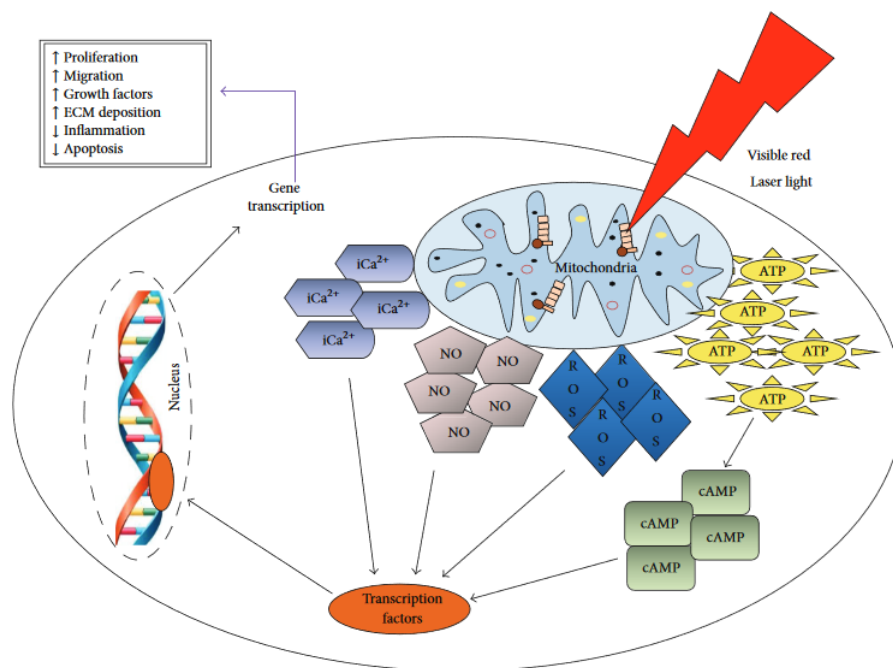 ↑ Proliferation
↑ Migration
↑ Growth factors
↑ ECM deposition
↓ Inflammation
↓ Apoptosis
Visible red
Laser light
Gene
transcription
Mitochondria
iCa²⁺
iCa²⁺
iCa²⁺
iCa²⁺
ATP
ATP
ATP
ATP
ATP
NO
NO
NO
NO
NO
ROS
ROS
ROS
ROS
Nucleus
cAMP
cAMP
cAMP
cAMP
Transcription
factors